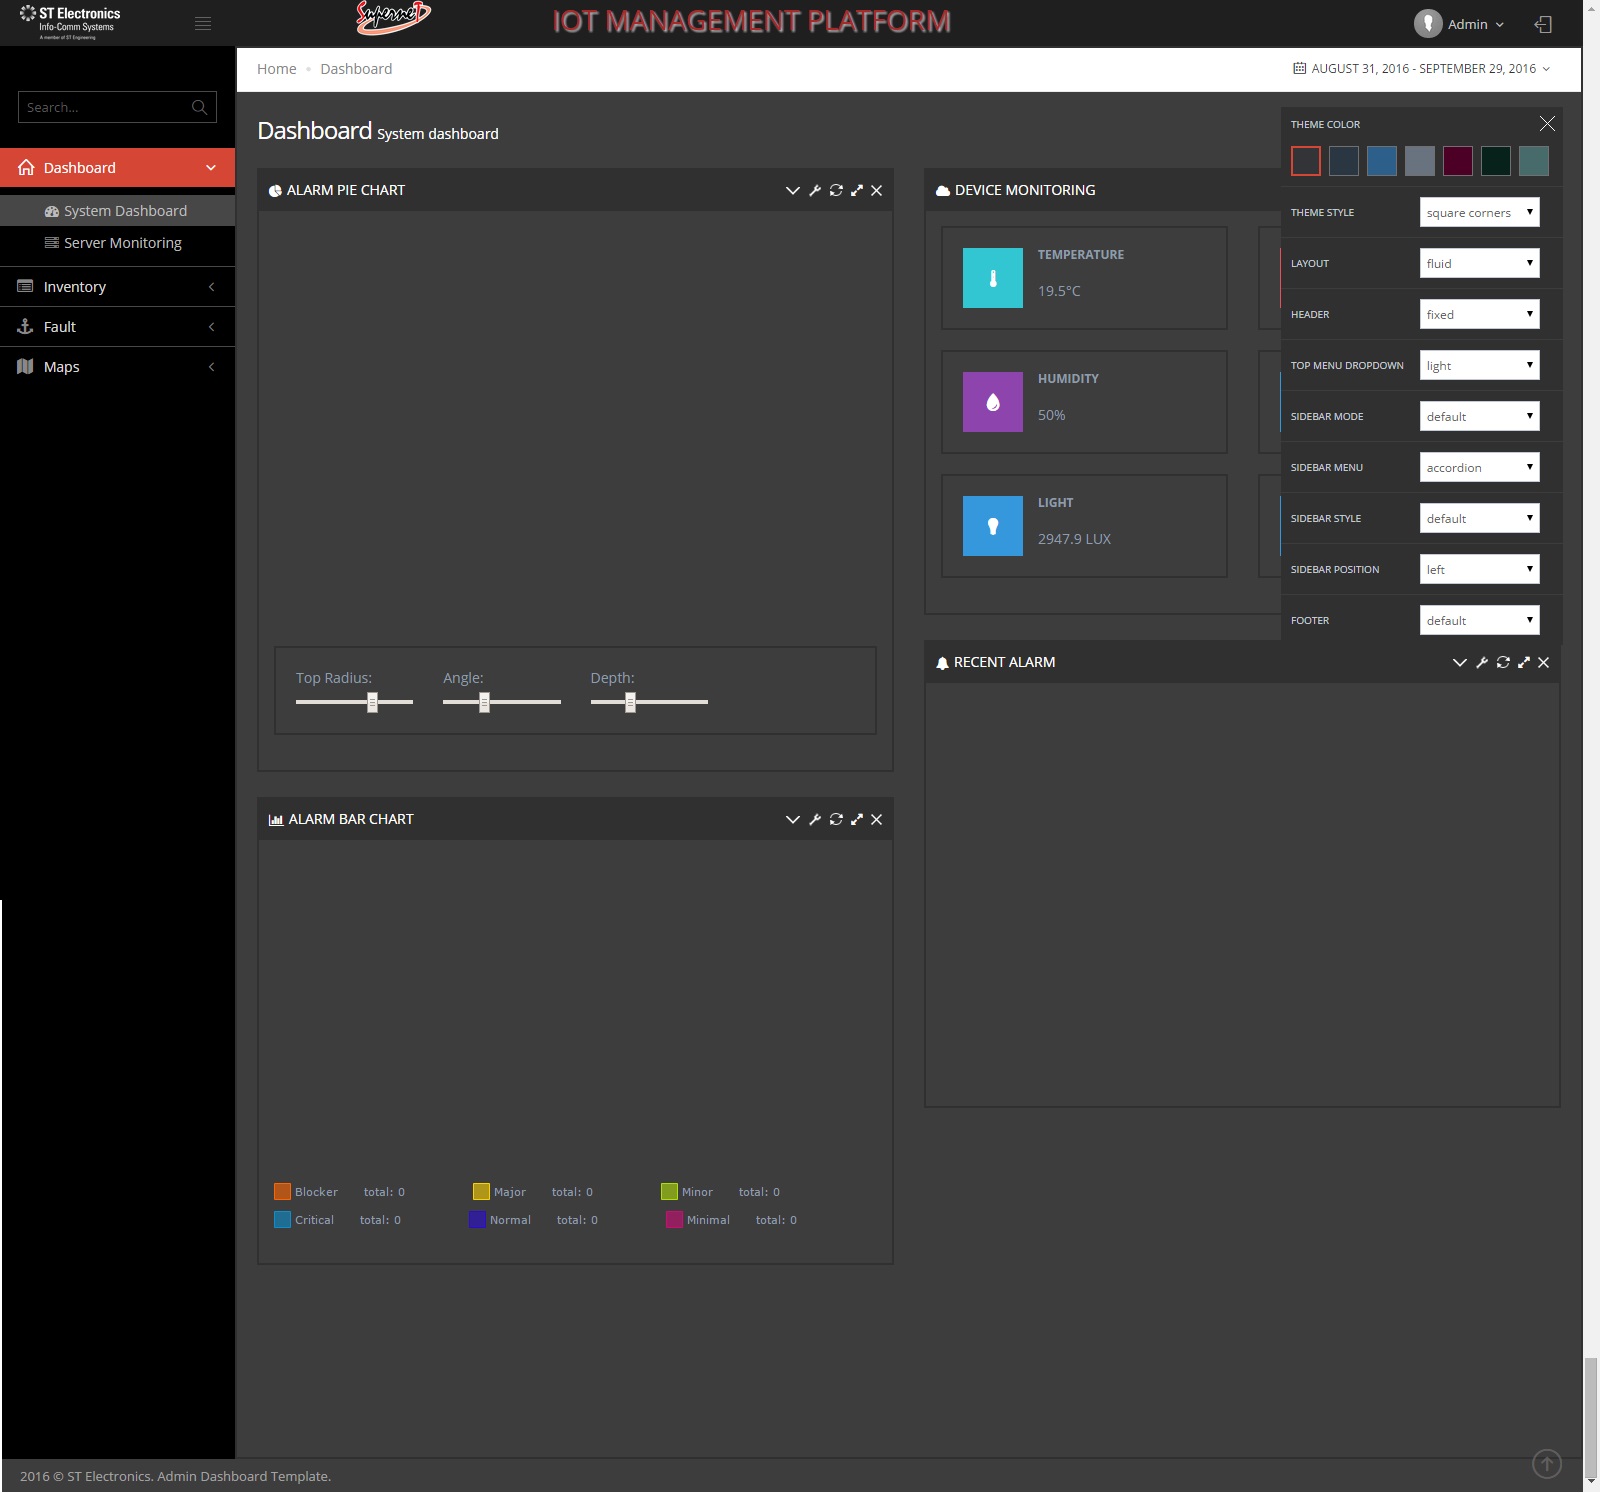 ST Electronics
Info-Comm Systems
A member of ST Engineering
SuperneT
IOT MANAGEMENT PLATFORM
Admin
Home
Dashboard
AUGUST 31, 2016 - SEPTEMBER 29, 2016
Search...
Dashboard
System Dashboard
Server Monitoring
Inventory
Fault
Maps
Dashboard System dashboard
ALARM PIE CHART
Top Radius:
Angle:
Depth:
ALARM BAR CHART
Blocker total: 0
Major total: 0
Minor total: 0
Critical total: 0
Normal total: 0
Minimal total: 0
DEVICE MONITORING
TEMPERATURE
19.5°C
HUMIDITY
50%
LIGHT
2947.9 LUX
THEME COLOR
THEME STYLE square corners
LAYOUT fluid
HEADER fixed
TOP MENU DROPDOWN light
SIDEBAR MODE default
SIDEBAR MENU accordion
SIDEBAR STYLE default
SIDEBAR POSITION left
FOOTER default
RECENT ALARM
2016 © ST Electronics. Admin Dashboard Template.